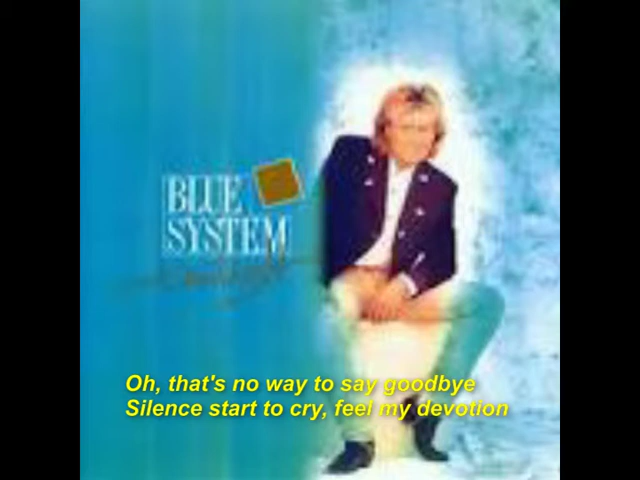 BLUE
SYSTEM
Oh, that's no way to say goodbye
Silence start to cry, feel my devotion